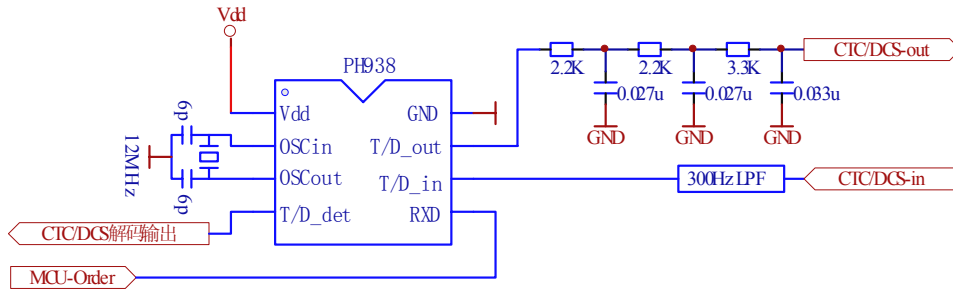 Vdd
PH938
CTC/DCS-out
2.2K
2.2K
3.3K
0.027u
0.027u
0.033u
GND
GND
GND
Vdd
GND
6p
12MHz
6p
OSCin
T/D_out
OSCout
T/D_in
300Hz LPF
CTC/DCS-in
T/D_det
RXD
CTC/DCS解码输出
MCU-Order